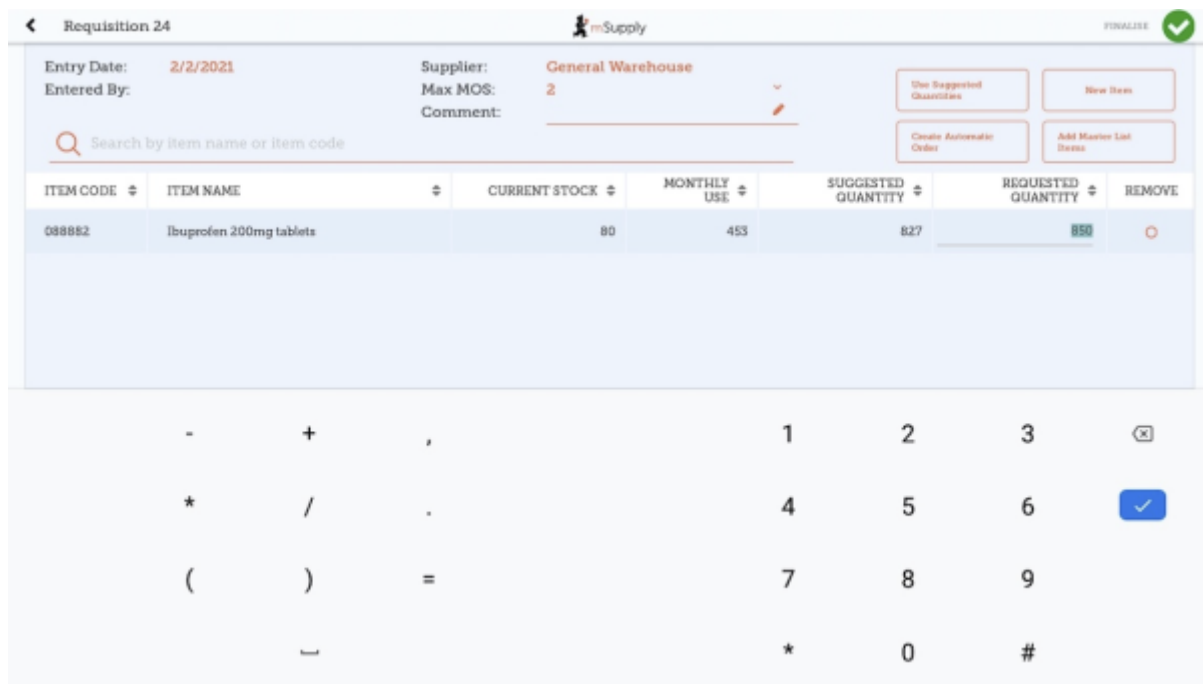 Requisition 24
mSupply
FINALISE
Entry Date: 2/2/2021
Supplier: General Warehouse
Entered By:
Max MOS: 2
Comment:
Use Suggested Quantities
New Item
Search by item name or item code
Create Automatic Order
Add Master List Items
ITEM CODE ITEM NAME CURRENT STOCK MONTHLY USE SUGGESTED QUANTITY REQUESTED QUANTITY REMOVE
088882 Ibuprofen 200mg tablets 80 453 827 850
- + , 1 2 3
* / . 4 5 6
( ) = 7 8 9
* 0 #